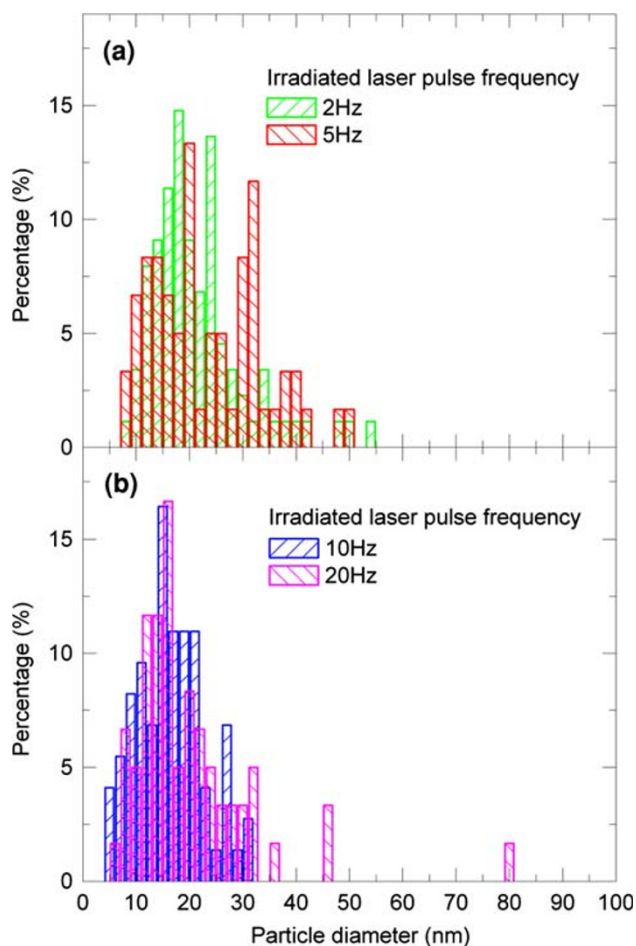 (a)
Irradiated laser pulse frequency
2Hz
5Hz
Percentage (%)
15
10
5
0
(b)
Irradiated laser pulse frequency
10Hz
20Hz
Percentage (%)
15
10
5
0
0 10 20 30 40 50 60 70 80 90 100
Particle diameter (nm)